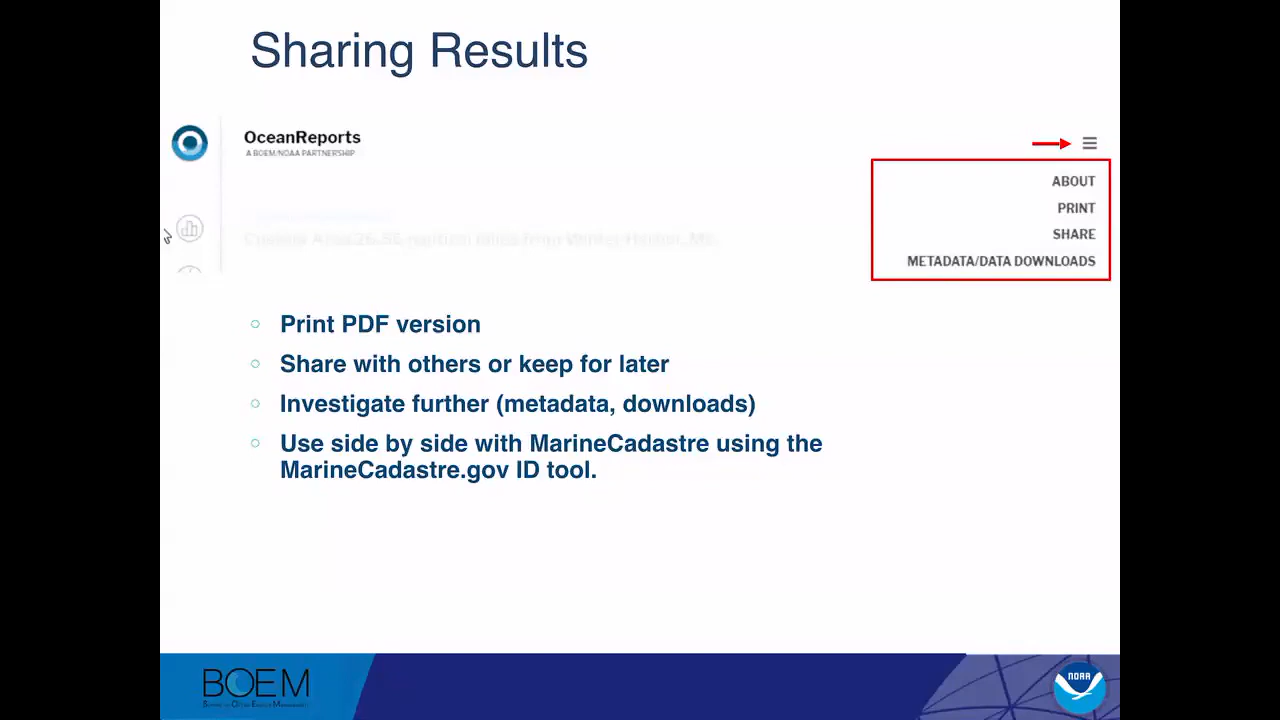 Sharing Results
OceanReports
A BOEM/NOAA PARTNERSHIP
ABOUT
PRINT
SHARE
METADATA/DATA DOWNLOADS
○ Print PDF version
○ Share with others or keep for later
○ Investigate further (metadata, downloads)
○ Use side by side with MarineCadastre using the
MarineCadastre.gov ID tool.
BOEM
NOAA